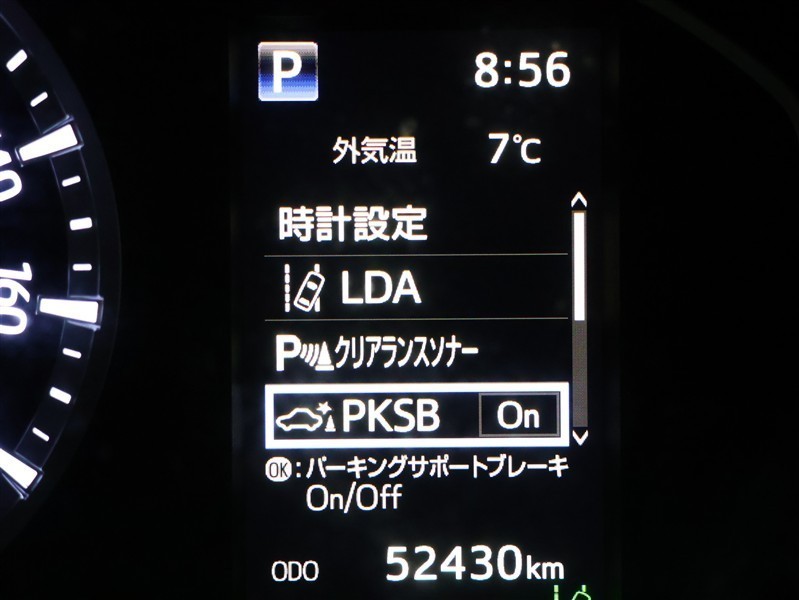 P 8:56
外気温 7℃
時計設定
LDA
P クリアランスソナー
PKSB On
OK:パーキングサポートブレーキ
On/Off
ODO 52430km
140
160